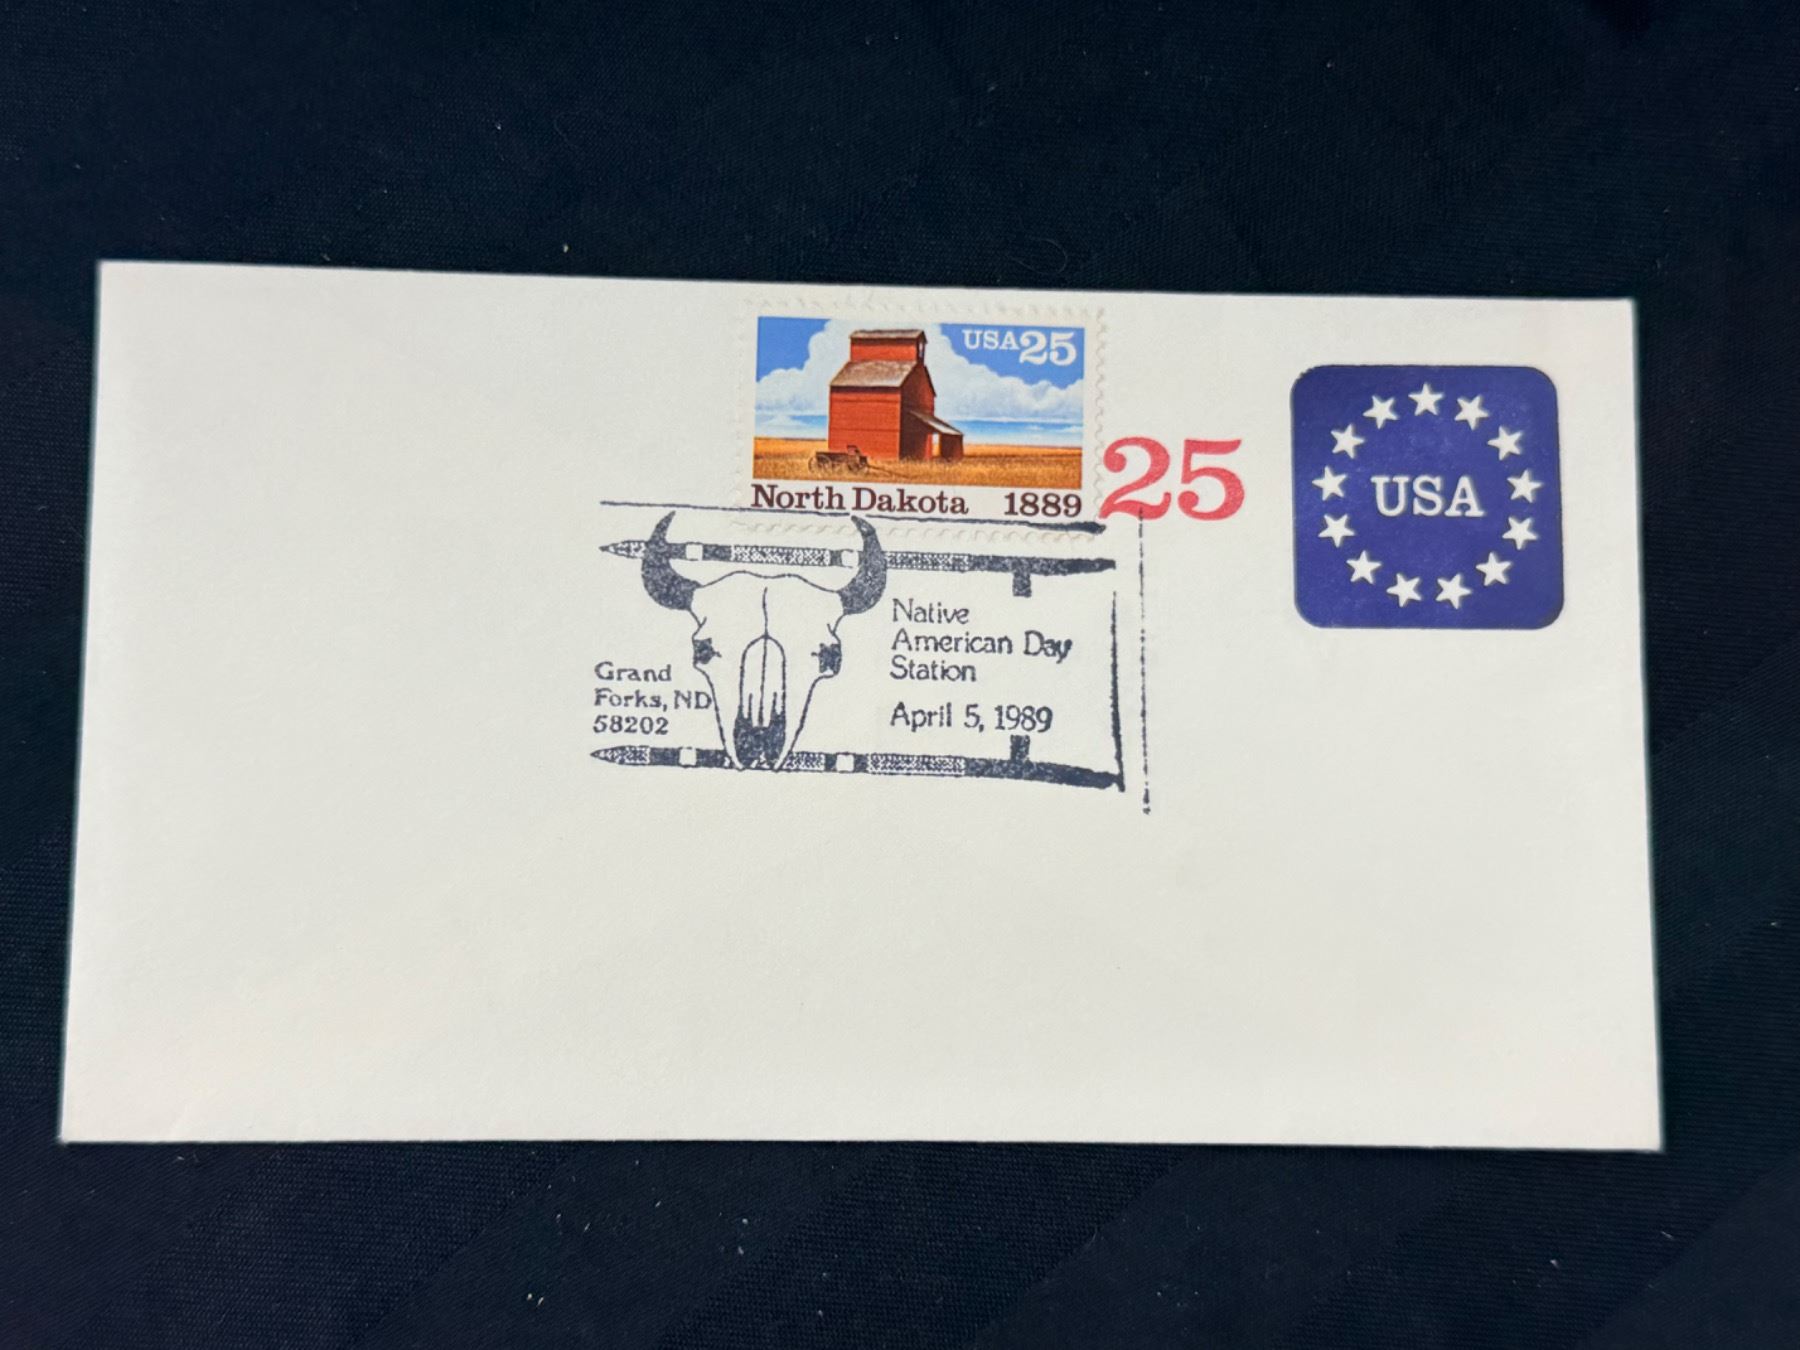 USA25
North Dakota 1889
25
USA
Native
American Day
Station
April 5, 1989
Grand
Forks, ND
58202